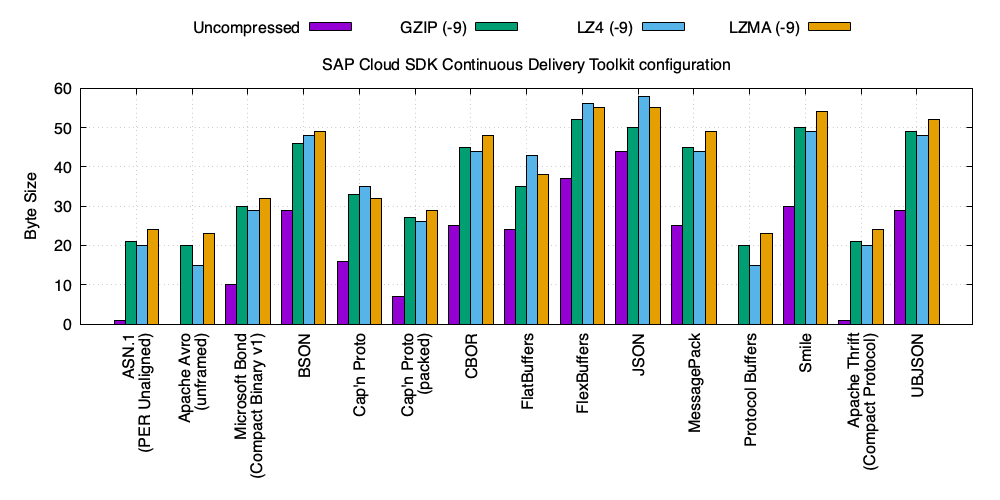 Uncompressed GZIP (-9) LZ4 (-9) LZMA (-9)
SAP Cloud SDK Continuous Delivery Toolkit configuration
Byte Size
60
50
40
30
20
10
0
ASN.1
(PER Unaligned)
Apache Avro
(unframed)
Microsoft Bond
(Compact Binary v1)
BSON
Cap'n Proto
Cap'n Proto
(packed)
CBOR
FlatBuffers
FlexBuffers
JSON
MessagePack
Protocol Buffers
Smile
Apache Thrift
(Compact Protocol)
UBJSON